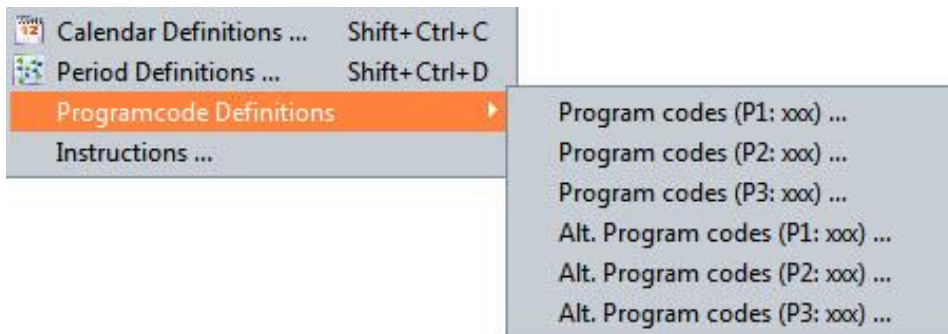 Calendar Definitions ... Shift+Ctrl+C
Period Definitions ... Shift+Ctrl+D
Programcode Definitions
Instructions ...
Program codes (P1: xxx) ...
Program codes (P2: xxx) ...
Program codes (P3: xxx) ...
Alt. Program codes (P1: xxx) ...
Alt. Program codes (P2: xxx) ...
Alt. Program codes (P3: xxx) ...